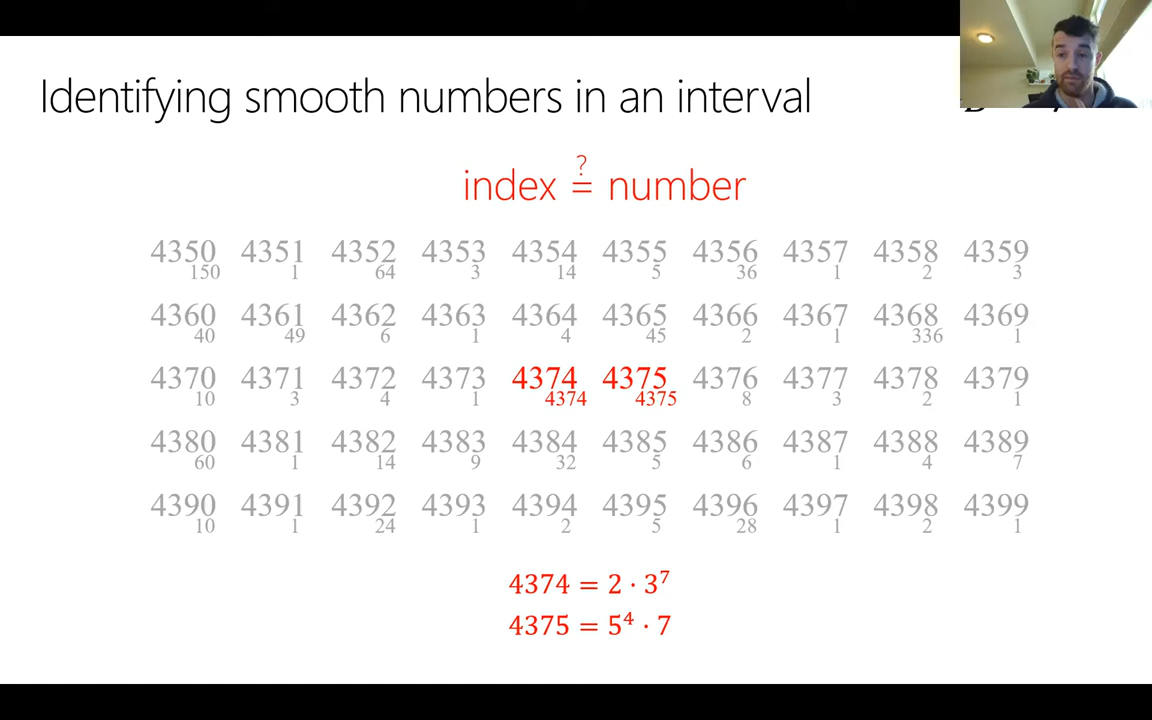 Identifying smooth numbers in an interval
index ≟ number
4350 4351 4352 4353 4354 4355 4356 4357 4358 4359
150 1 64 3 14 5 36 1 2 3
4360 4361 4362 4363 4364 4365 4366 4367 4368 4369
40 49 6 1 4 45 2 1 336 1
4370 4371 4372 4373 4374 4375 4376 4377 4378 4379
10 3 4 1 4374 4375 8 3 2 1
4380 4381 4382 4383 4384 4385 4386 4387 4388 4389
60 1 14 9 32 5 6 1 4 7
4390 4391 4392 4393 4394 4395 4396 4397 4398 4399
10 1 24 1 2 5 28 1 2 1
4374 = 2 · 3⁷
4375 = 5⁴ · 7